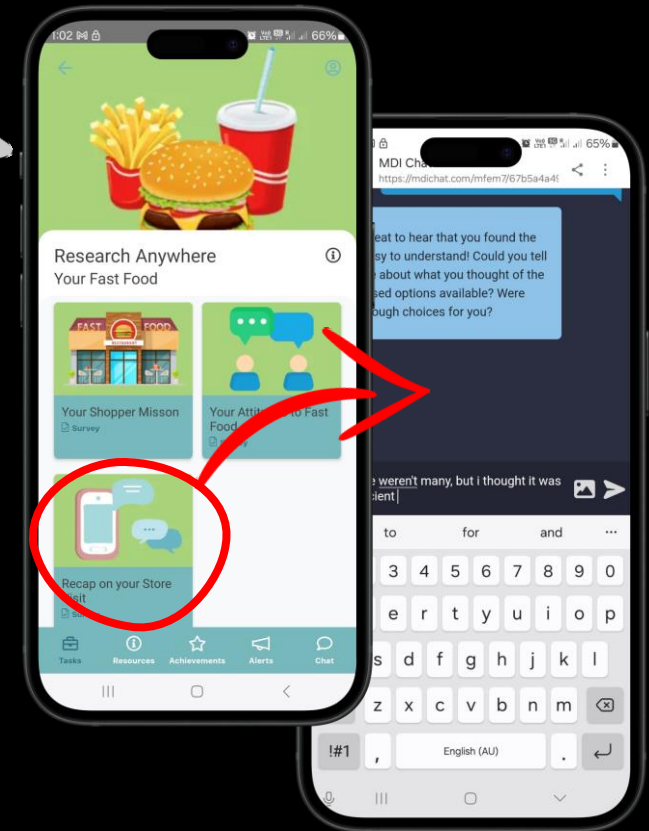 1:02
66%
Research Anywhere
Your Fast Food
FAST FOOD
RESTAURANT
Your Shopper Misson
Survey
Your Attit to Fast
Food
Recap on your Store
isit
Su
Tasks
Resources
Achievements
Alerts
Chat
65%
MDI Cha
https://mdichat.com/mfem7/67b5a4a49
eat to hear that you found the
sy to understand! Could you tell
about what you thought of the
sed options available? Were
ough choices for you?
e weren't many, but i thought it was
cient
to for and ...
3 4 5 6 7 8 9 0
e r t y u i o p
s d f g h j k l
z x c v b n m
!#1 , English (AU) .